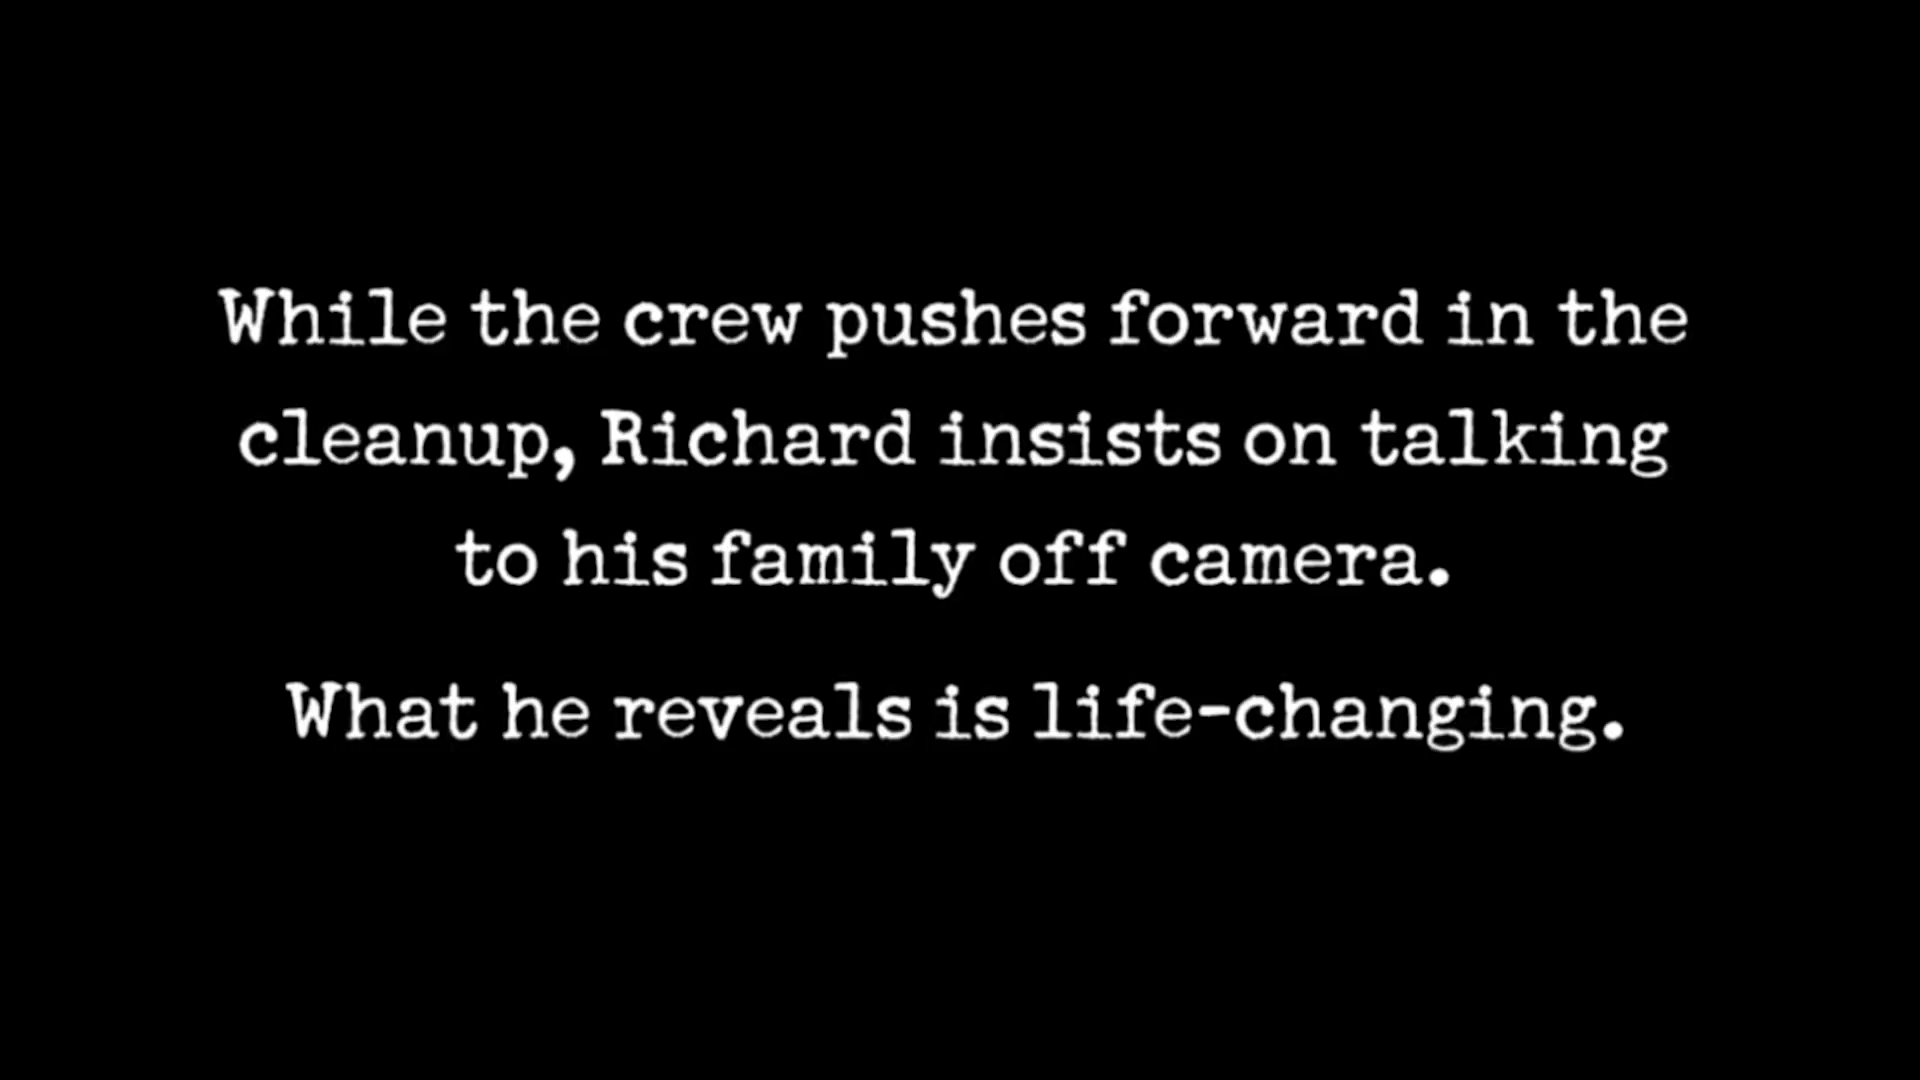 While the crew pushes forward in the
cleanup, Richard insists on talking
to his family off camera.
What he reveals is life-changing.